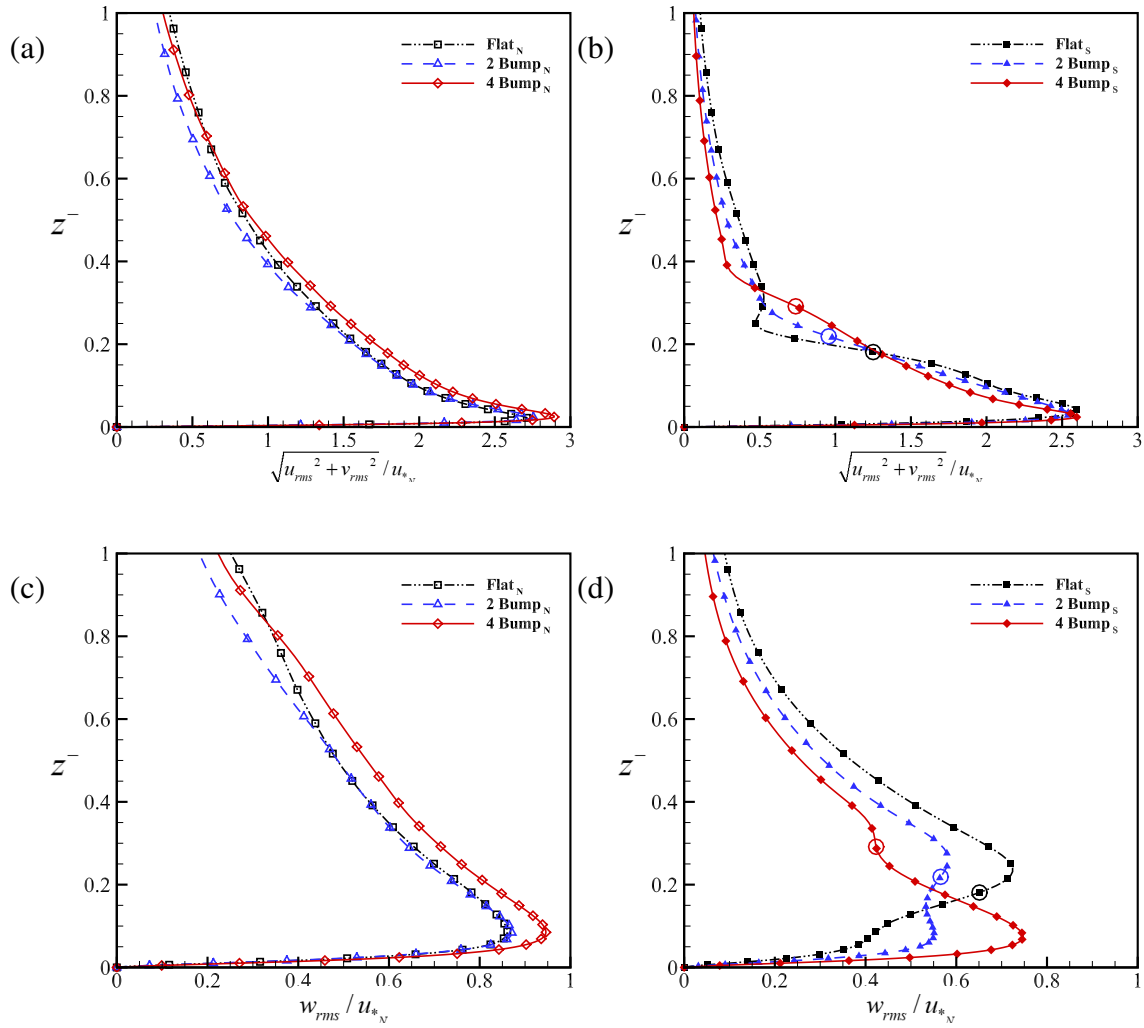 (a)
1
0.8
0.6
0.4
0.2
0
z⁻
0.5 1 1.5 2 2.5 3
√(u_rms² + v_rms²) / u_*N
Flat_N
2 Bump_N
4 Bump_N
(b)
1
0.8
0.6
0.4
0.2
0
z⁻
0 0.5 1 1.5 2 2.5 3
√(u_rms² + v_rms²) / u_*N
Flat_S
2 Bump_S
4 Bump_S
(c)
1
0.8
0.6
0.4
0.2
0
z⁻
0 0.2 0.4 0.6 0.8 1
w_rms / u_*N
Flat_N
2 Bump_N
4 Bump_N
(d)
1
0.8
0.6
0.4
0.2
0
z⁻
0 0.2 0.4 0.6 0.8 1
w_rms / u_*N
Flat_S
2 Bump_S
4 Bump_S